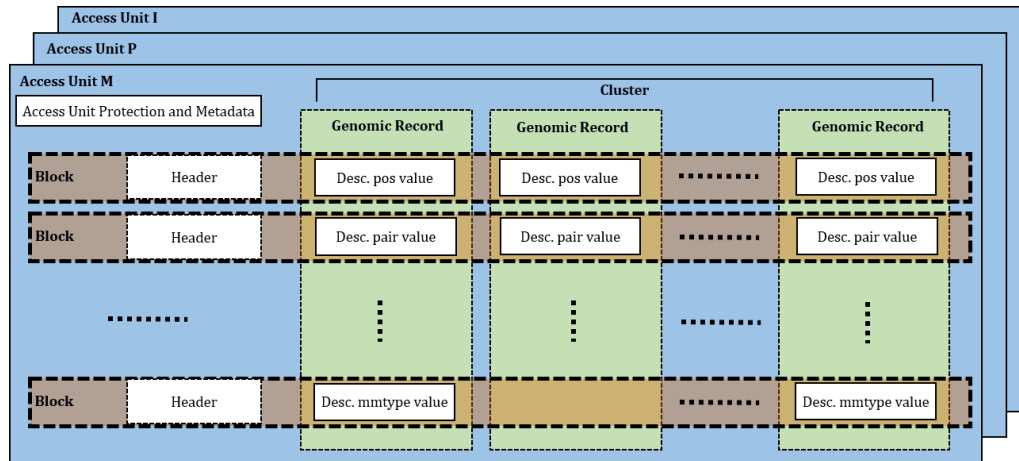 Access Unit I
Access Unit P
Access Unit M
Cluster
Access Unit Protection and Metadata
Genomic Record Genomic Record Genomic Record
Block Header Desc. pos value Desc. pos value Desc. pos value
Block Header Desc. pair value Desc. pair value Desc. pair value
Block Header Desc. mmtype value Desc. mmtype value